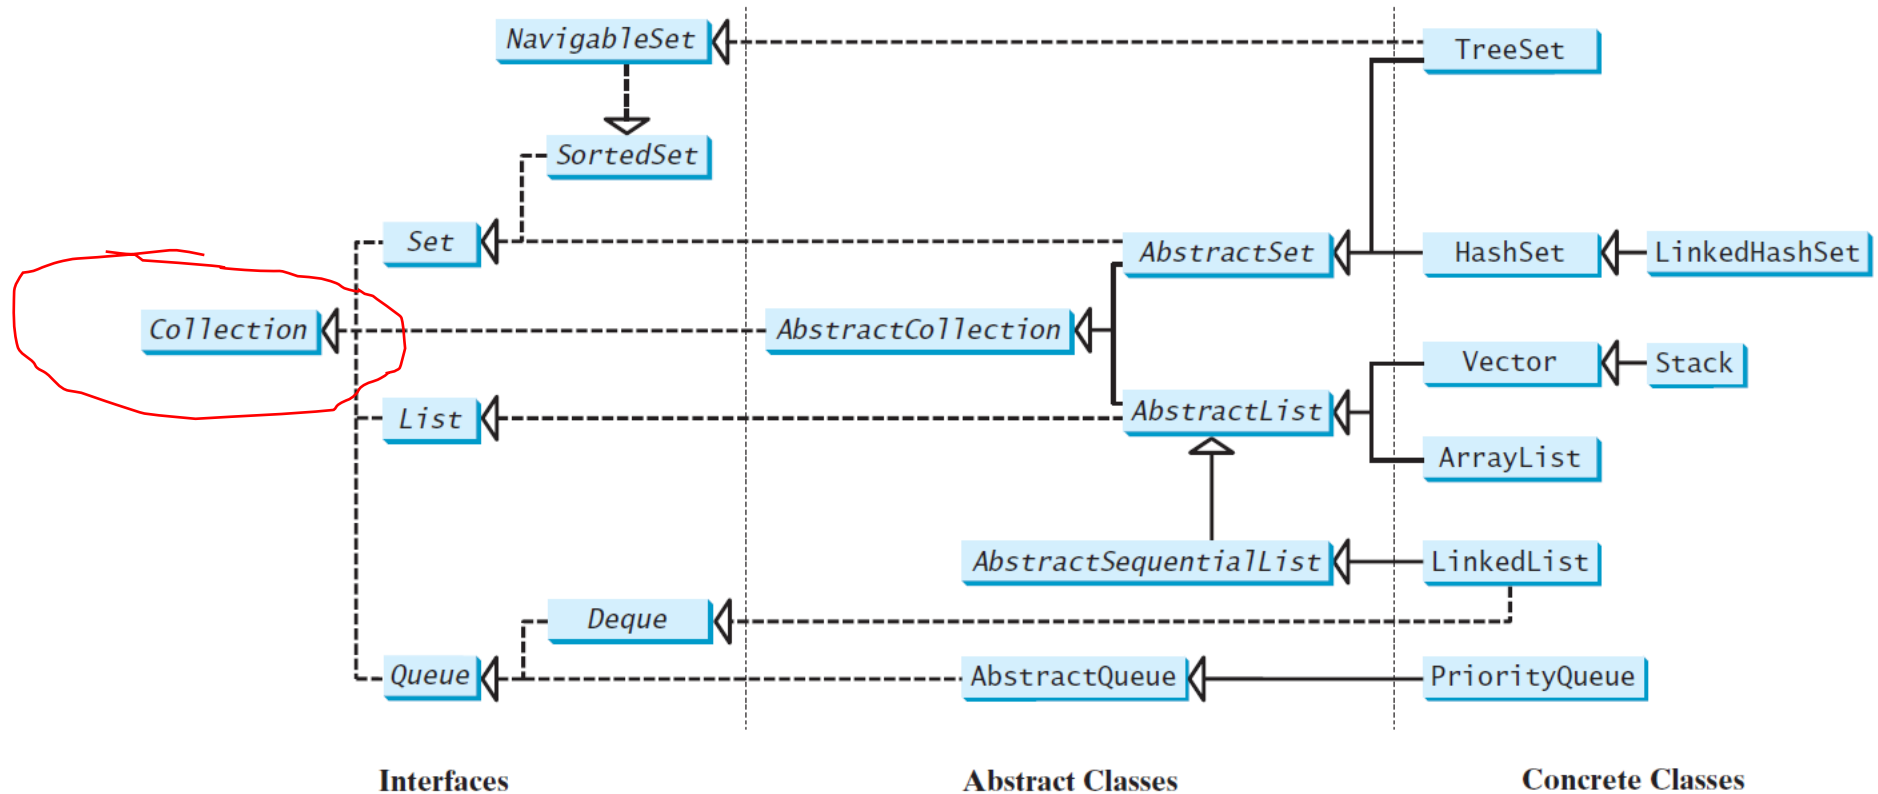 NavigableSet
TreeSet
SortedSet
Set
AbstractSet
HashSet
LinkedHashSet
Collection
AbstractCollection
Vector
Stack
List
AbstractList
ArrayList
AbstractSequentialList
LinkedList
Deque
Queue
AbstractQueue
PriorityQueue
Interfaces
Abstract Classes
Concrete Classes